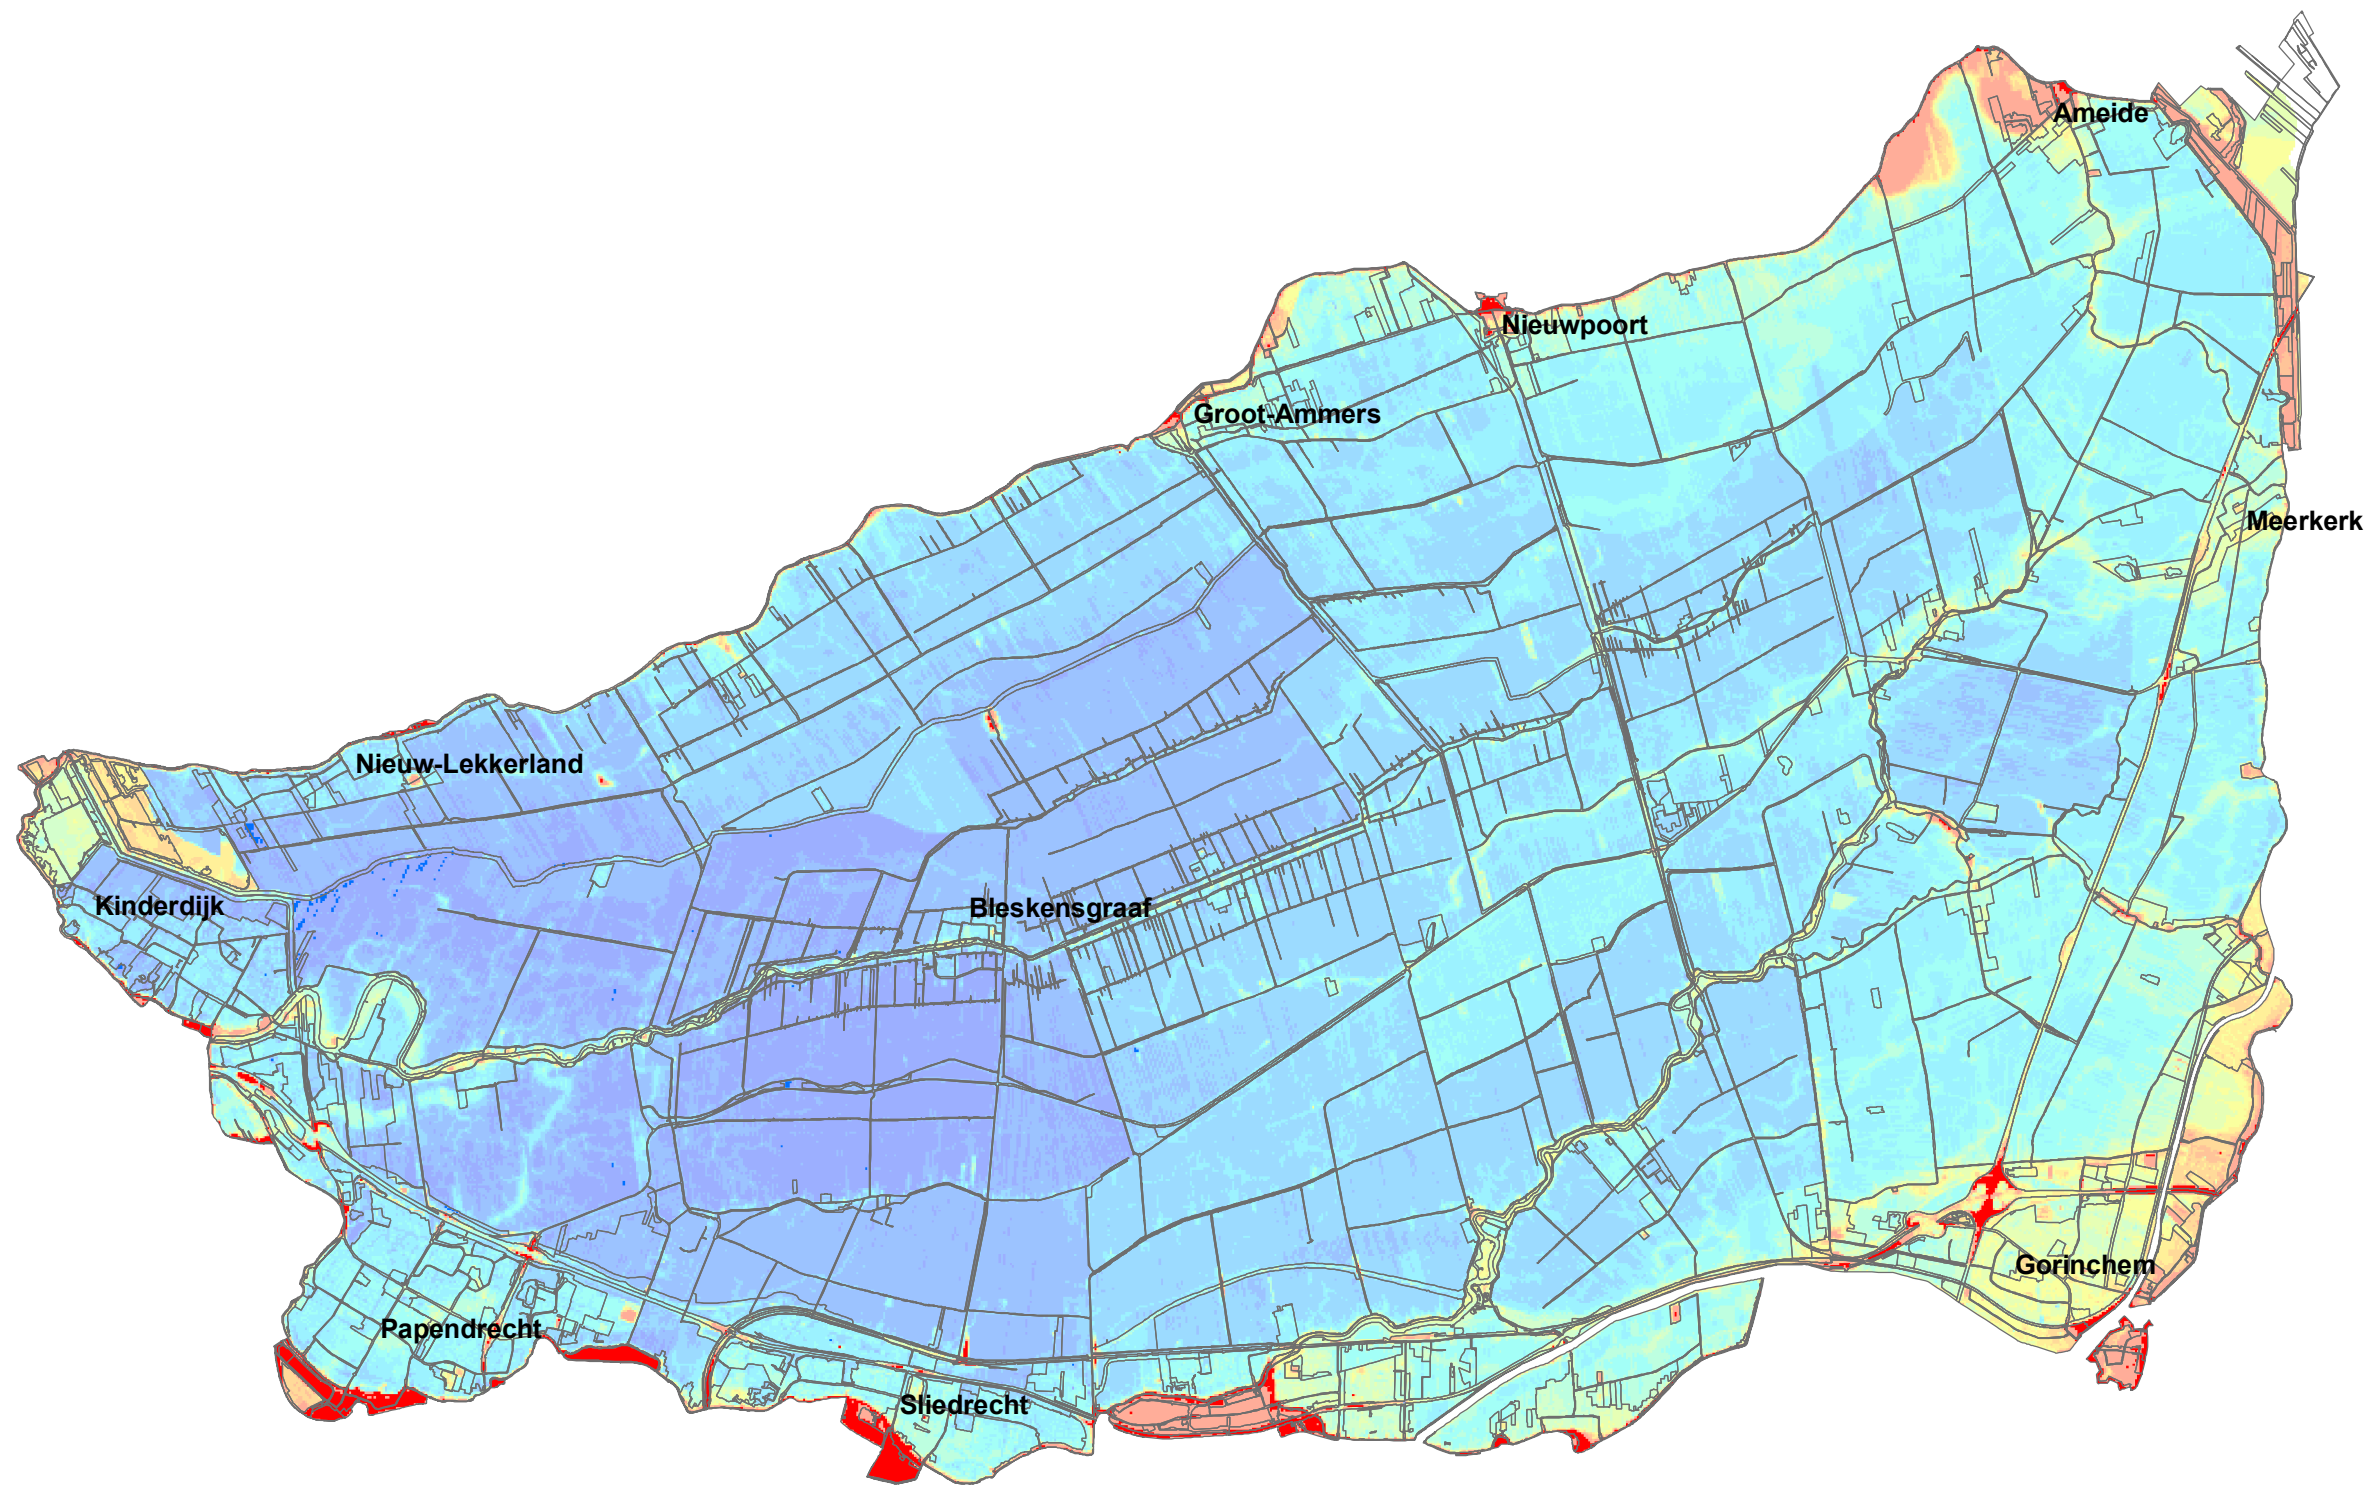 Ameide
Nieuwpoort
Groot-Ammers
Meerkerk
Nieuw-Lekkerland
Kinderdijk
Bleskensgraaf
Gorinchem
Papendrecht
Sliedrecht